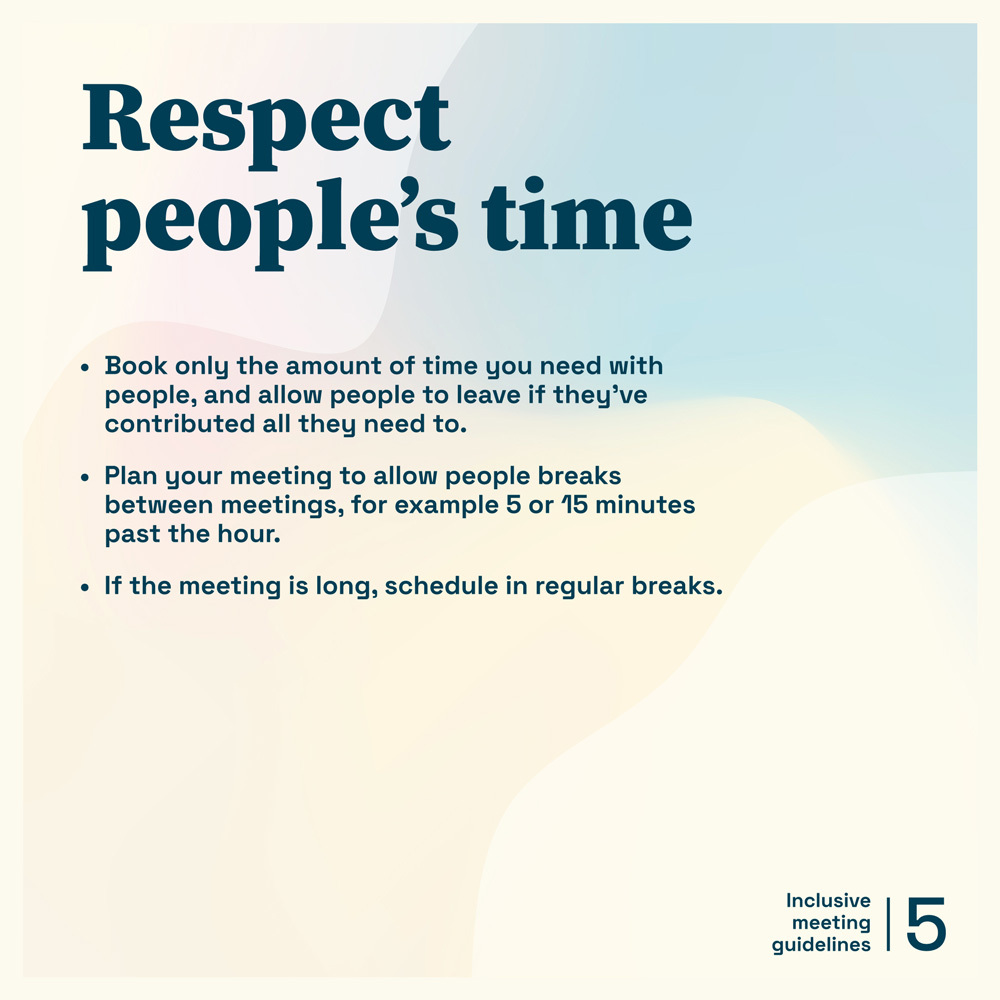 Respect
people’s time
• Book only the amount of time you need with
people, and allow people to leave if they’ve
contributed all they need to.
• Plan your meeting to allow people breaks
between meetings, for example 5 or 15 minutes
past the hour.
• If the meeting is long, schedule in regular breaks.
Inclusive
meeting
guidelines
5